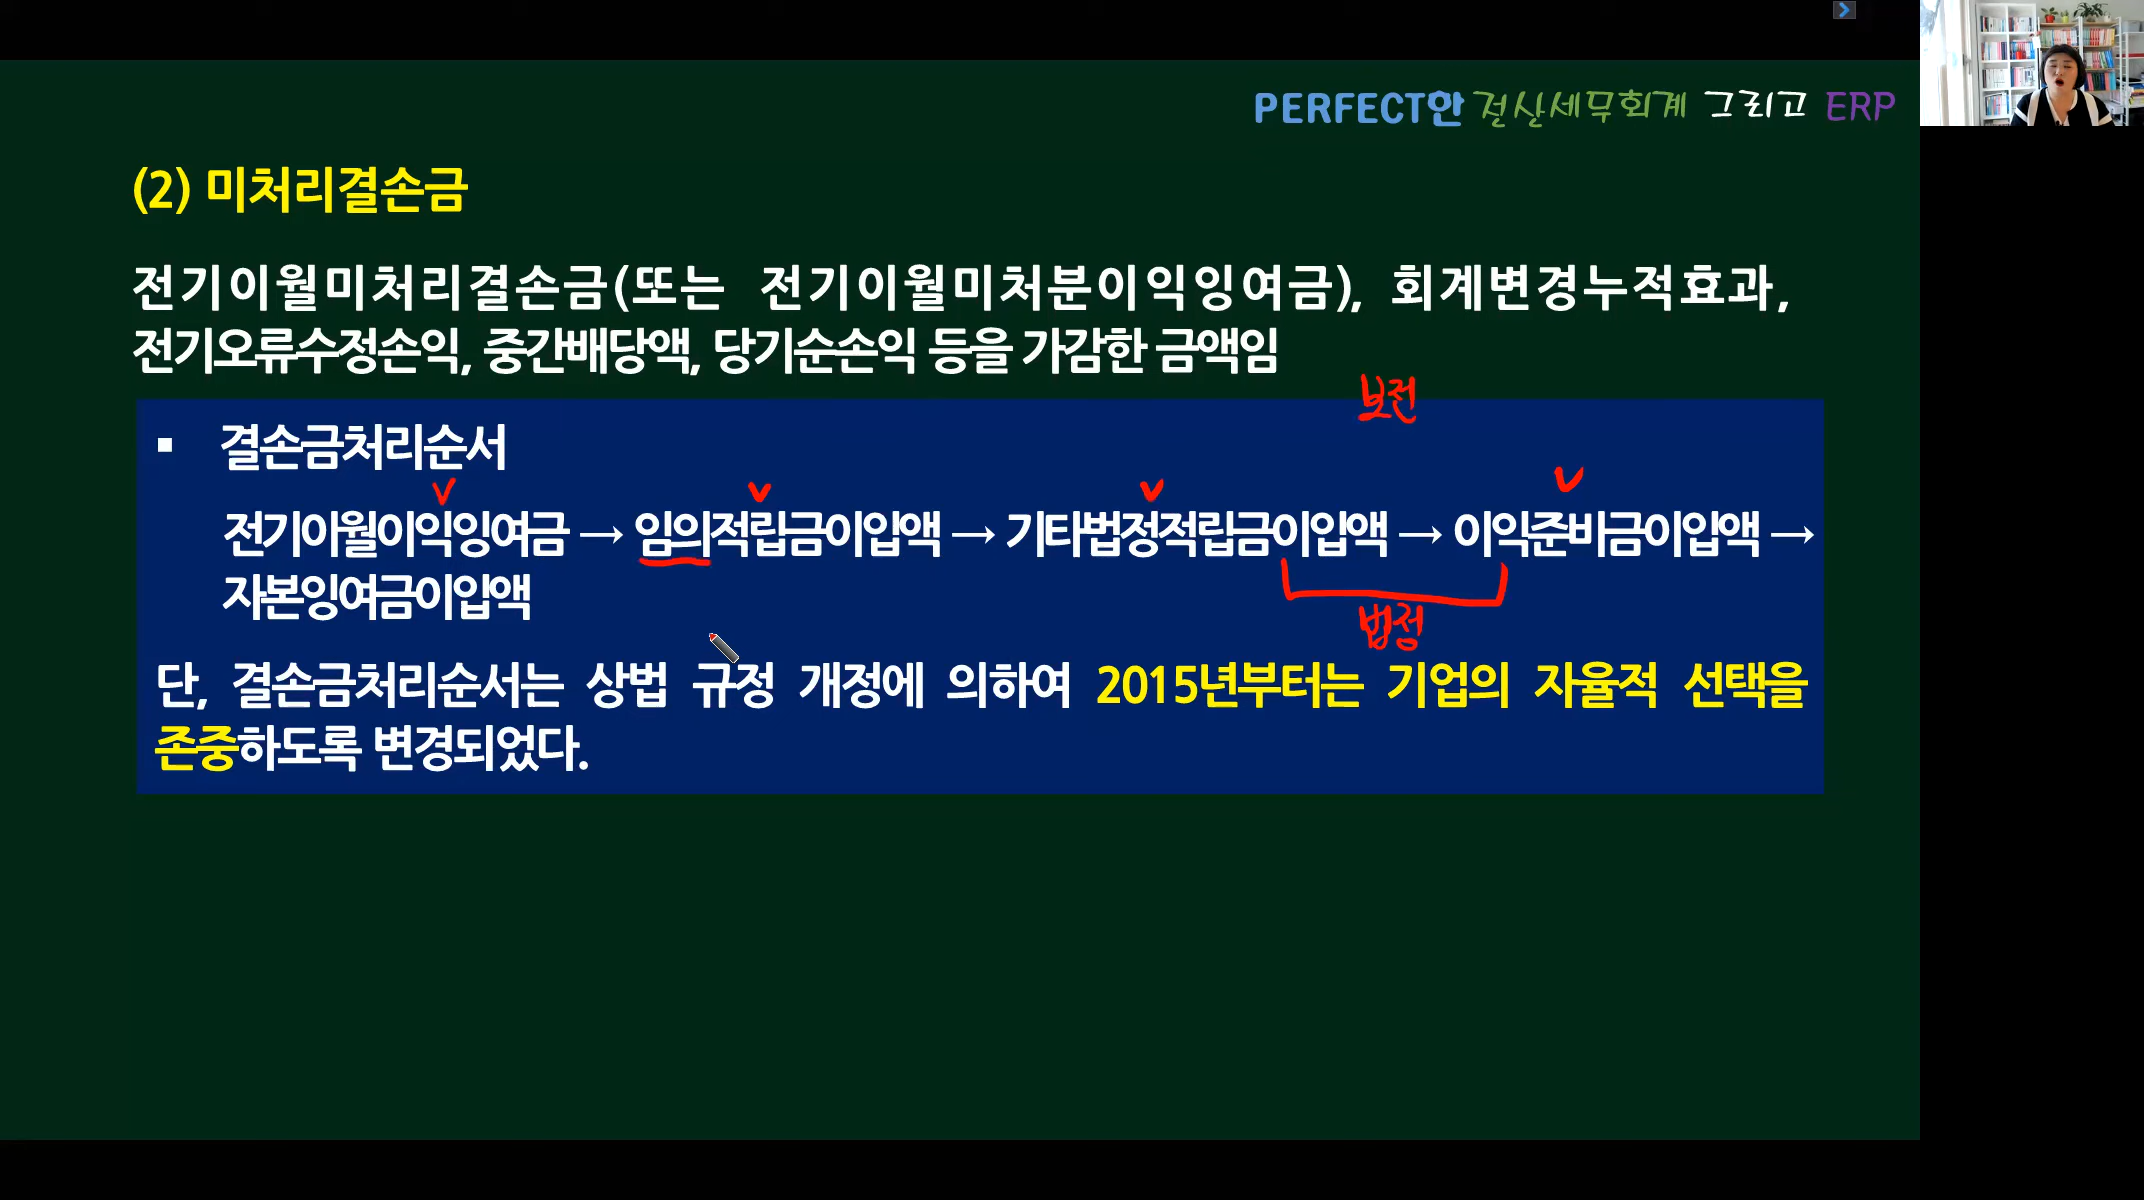 PERFECT한 전산세무회계 그리고 ERP
(2) 미처리결손금
전기이월미처리결손금(또는 전기이월미처분이익잉여금), 회계변경누적효과,
전기오류수정손익, 중간배당액, 당기순손익 등을 가감한 금액임
보전
▪ 결손금처리순서
전기이월이익잉여금 → 임의적립금이입액 → 기타법정적립금이입액 → 이익준비금이입액 →
자본잉여금이입액
법정
단, 결손금처리순서는 상법 규정 개정에 의하여 2015년부터는 기업의 자율적 선택을
존중하도록 변경되었다.